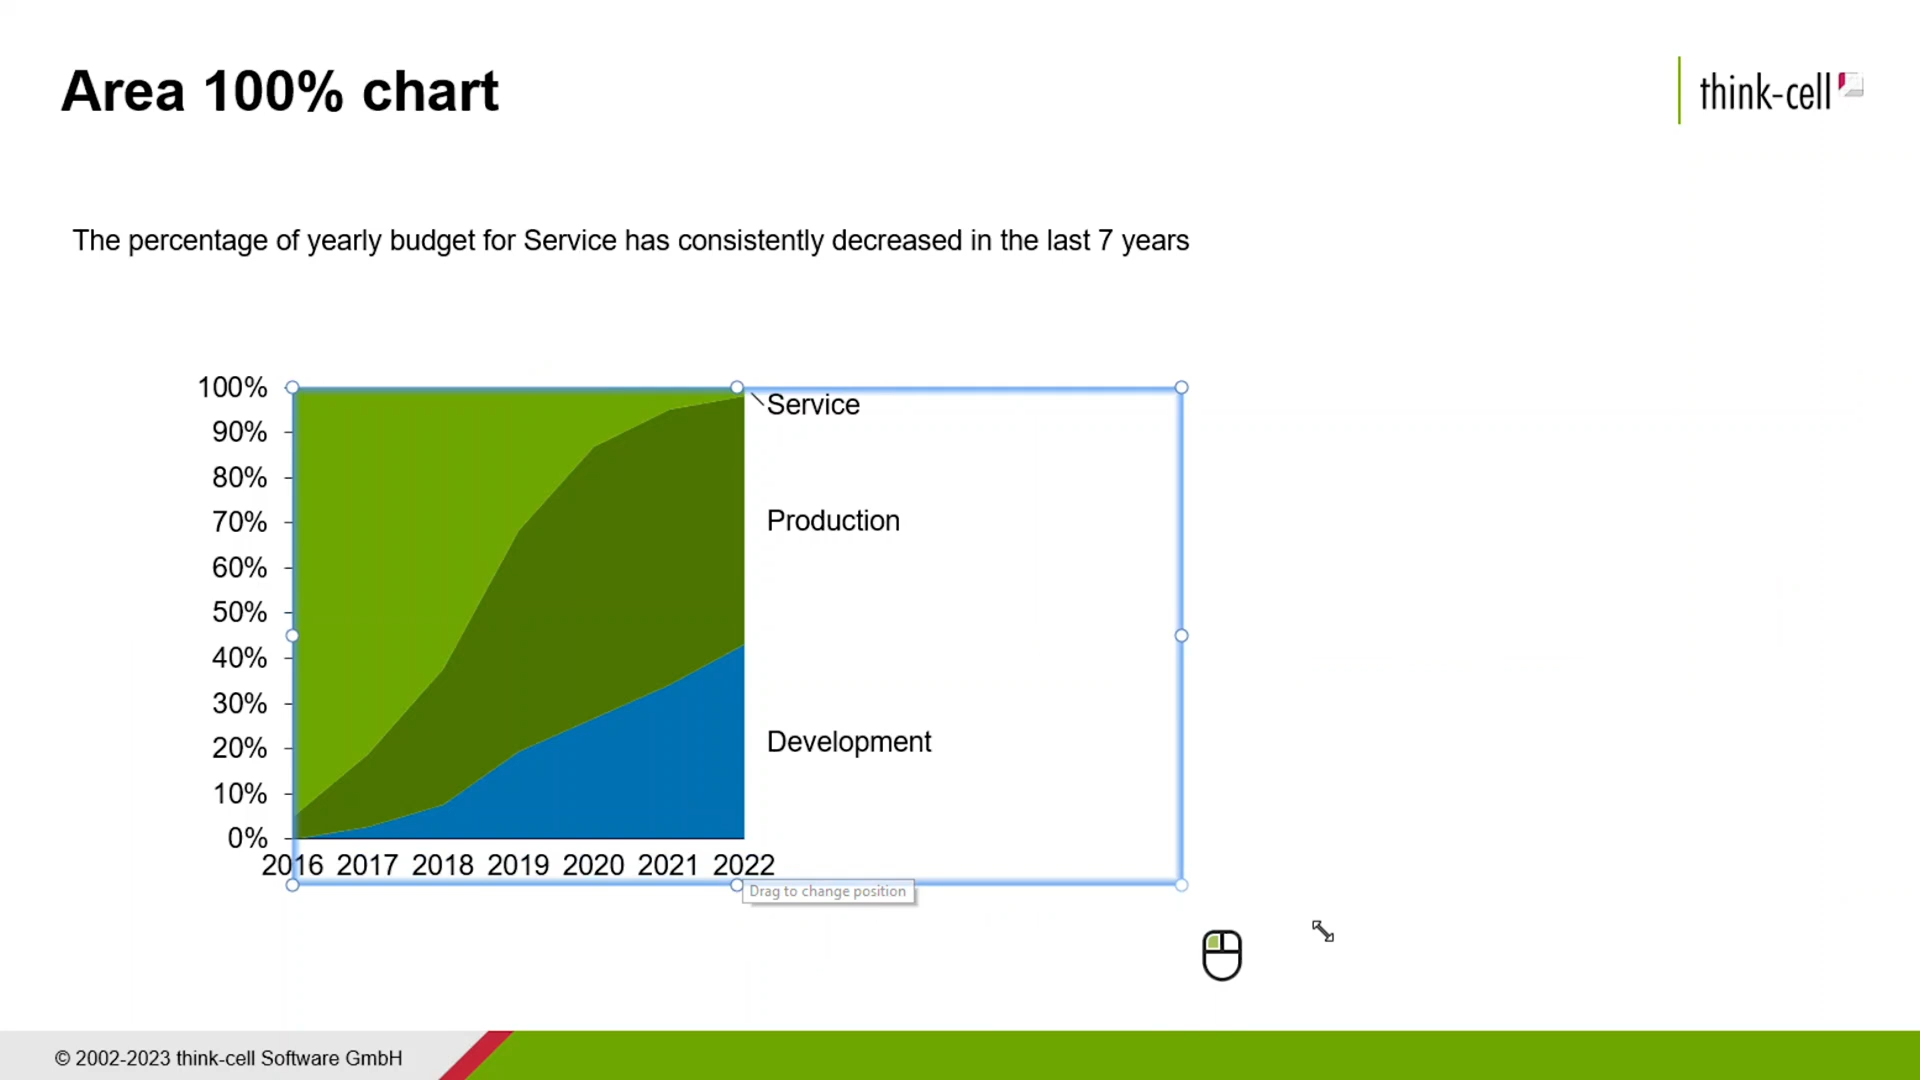 Area 100% chart
think-cell
The percentage of yearly budget for Service has consistently decreased in the last 7 years
100%
Service
90%
80%
70%
Production
60%
50%
40%
30%
20%
Development
10%
0%
2016 2017 2018 2019 2020 2021 2022
Drag to change position
© 2002-2023 think-cell Software GmbH